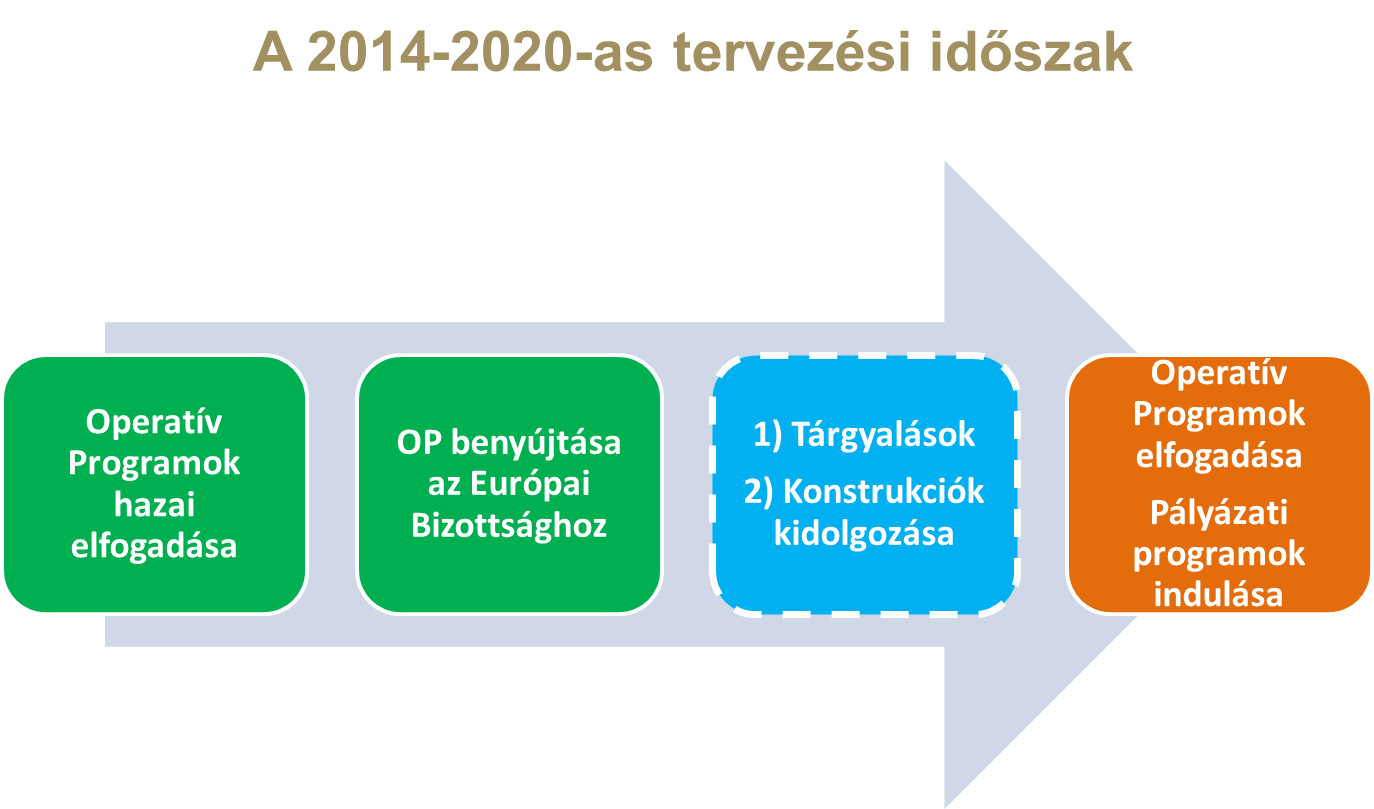 A 2014-2020-as tervezési időszak
Operatív
Programok
hazai
elfogadása
OP benyújtása
az Európai
Bizottsághoz
1) Tárgyalások
2) Konstrukciók
kidolgozása
Operatív
Programok
elfogadása
Pályázati
programok
indulása